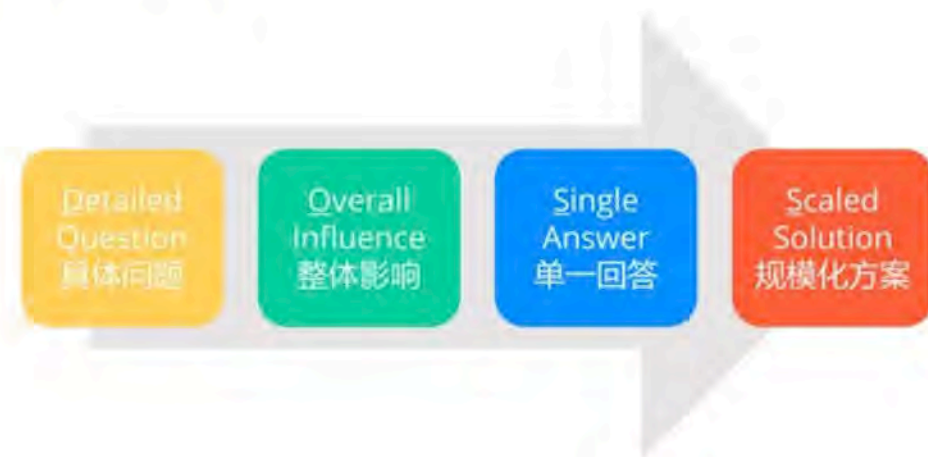 Detailed
Question
具体问题
Overall
Influence
整体影响
Single
Answer
单一回答
Scaled
Solution
规模化方案